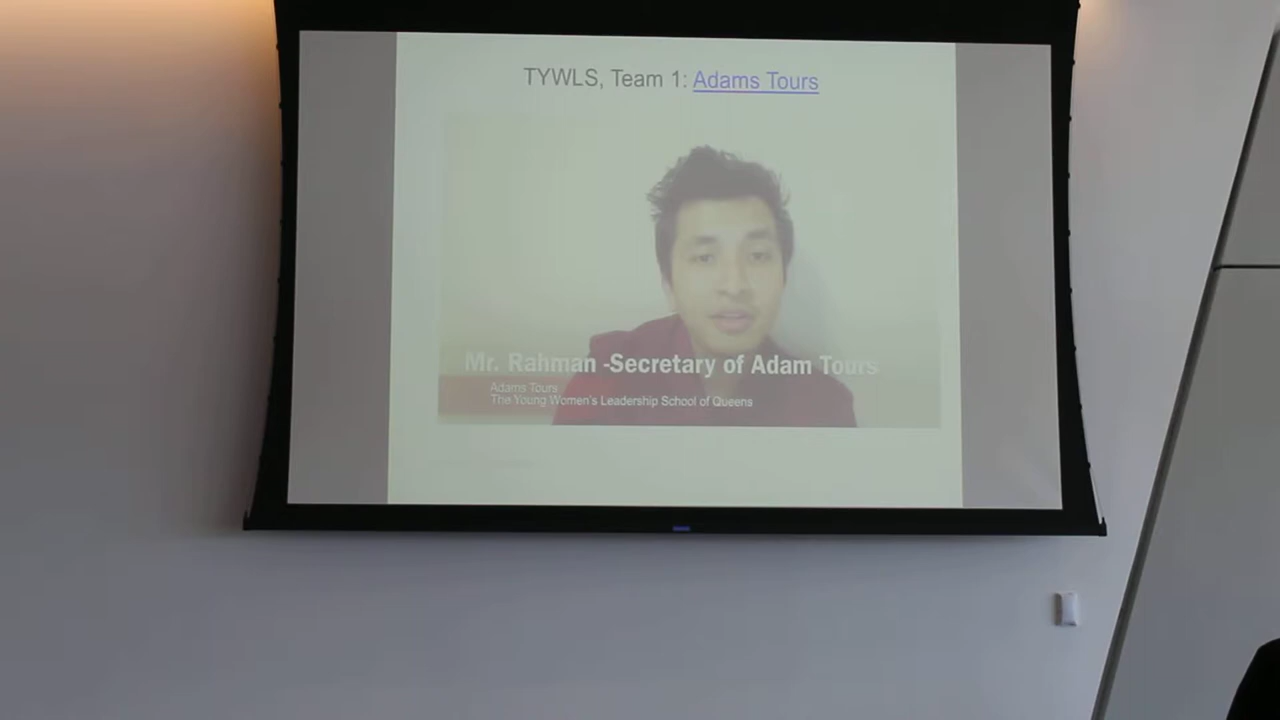 TYWLS, Team 1: Adams Tours
Mr. Rahman -Secretary of Adam Tours
Adams Tours
The Young Women's Leadership School of Queens